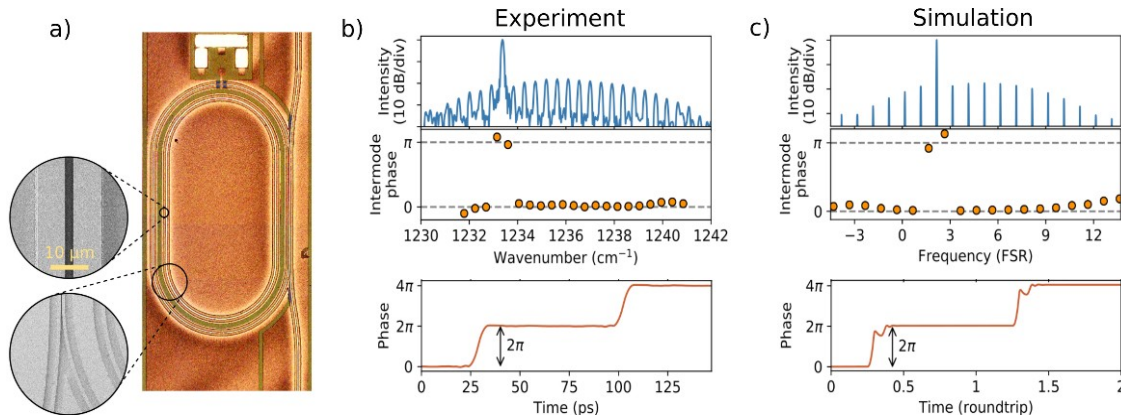 a)
10 µm
b)
Experiment
Intensity
(10 dB/div)
Intermode
phase
π
0
1230 1232 1234 1236 1238 1240 1242
Wavenumber (cm⁻¹)
Phase
4π
2π
0
2π
0 25 50 75 100 125
Time (ps)
c)
Simulation
Intensity
(10 dB/div)
Intermode
phase
π
0
−3 0 3 6 9 12
Frequency (FSR)
Phase
4π
2π
0
2π
0 0.5 1 1.5 2
Time (roundtrip)